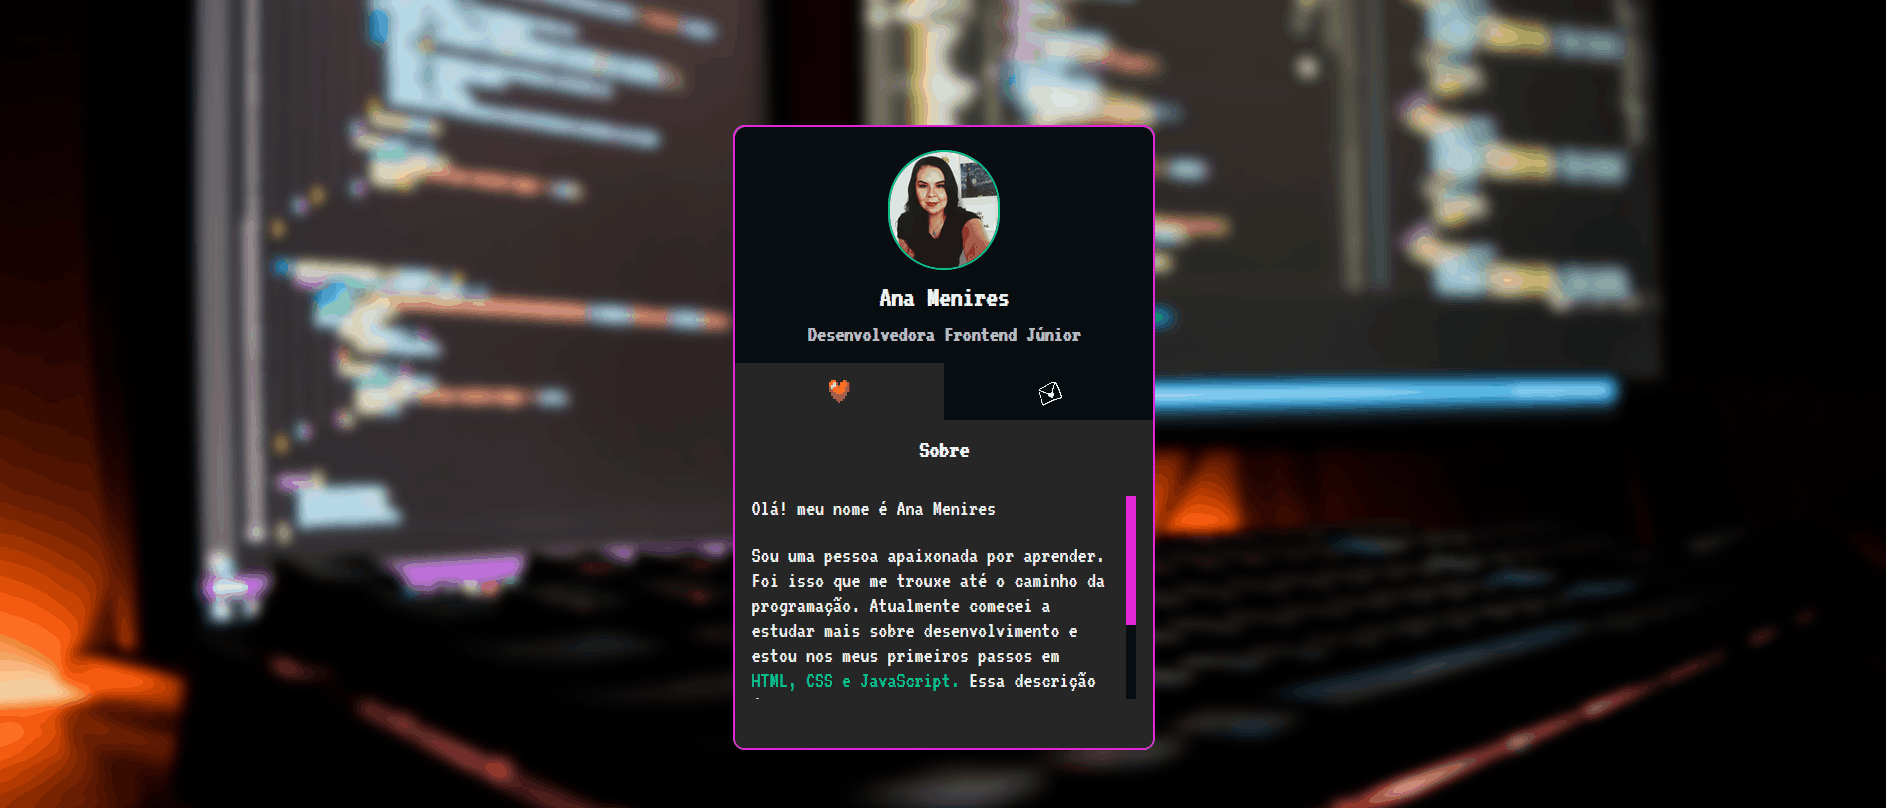 Ana Menires
Desenvolvedora Frontend Júnior
Sobre
Olá! meu nome é Ana Menires
Sou uma pessoa apaixonada por aprender.
Foi isso que me trouxe até o caminho da
programação. Atualmente comecei a
estudar mais sobre desenvolvimento e
estou nos meus primeiros passos em
HTML, CSS e JavaScript. Essa descrição